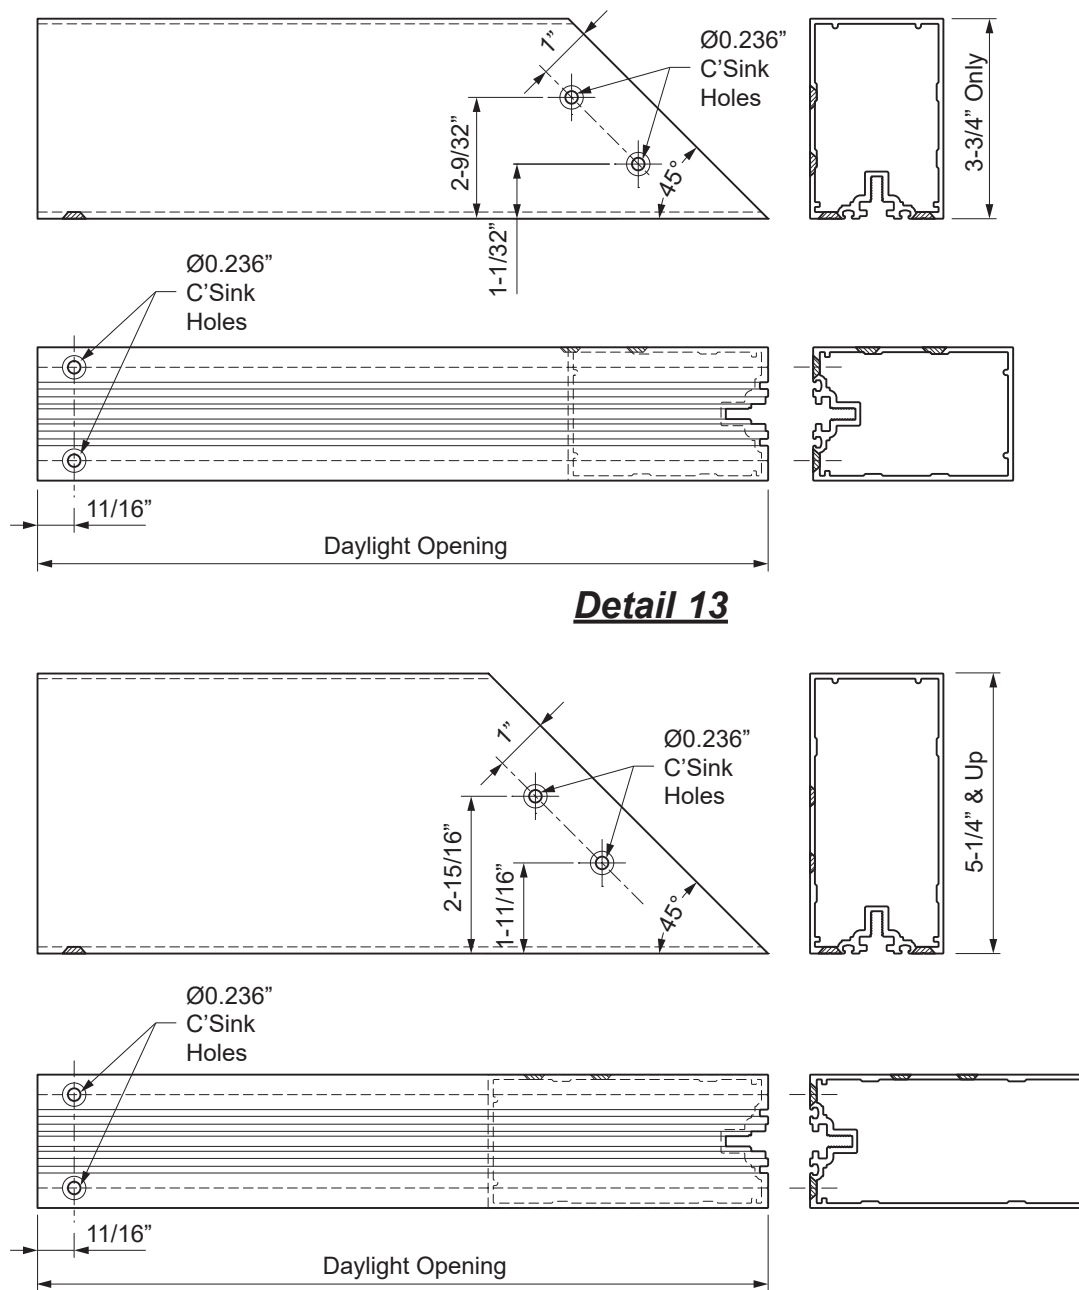 1”
Ø0.236”
C’Sink
Holes
2-9/32”
1-1/32”
45°
3-3/4” Only
Ø0.236”
C’Sink
Holes
11/16”
Daylight Opening
Detail 13
1”
Ø0.236”
C’Sink
Holes
2-15/16”
1-11/16”
45°
5-1/4” & Up
Ø0.236”
C’Sink
Holes
11/16”
Daylight Opening